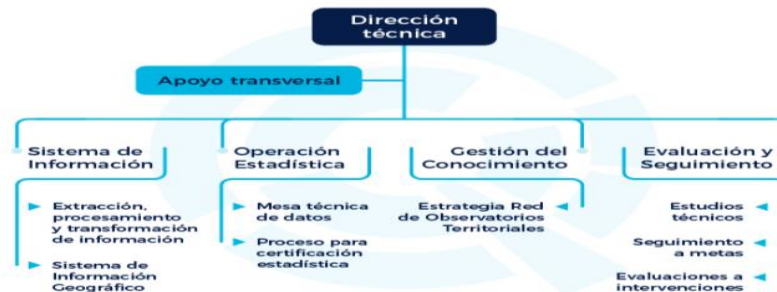 Dirección
técnica
Apoyo transversal
Sistema de
Información
Extracción,
procesamiento
y transformación
de información
Sistema de
Información
Geográfico
Operación
Estadística
Mesa técnica
de datos
Proceso para
certificación
estadística
Gestión del
Conocimiento
Estrategia Red
de Observatorios
Territoriales
Evaluación y
Seguimiento
Estudios
técnicos
Seguimiento
a metas
Evaluaciones a
intervenciones